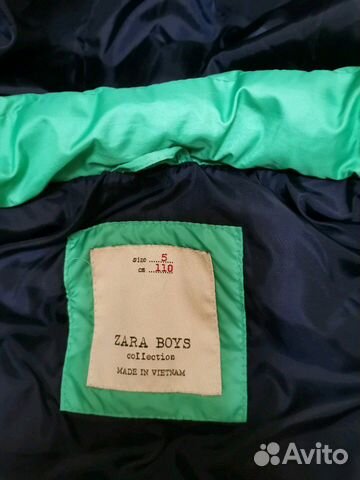 size ..... 5 ...
cm ..... 110 ..
ZARA BOYS
collection
MADE IN VIETNAM
Avito